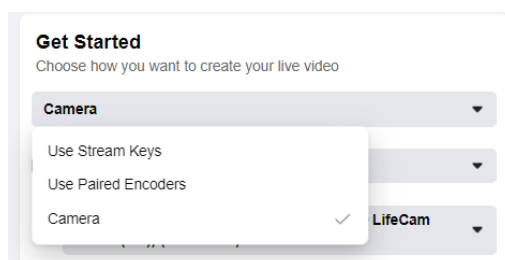 Get Started
Choose how you want to create your live video
Camera
Use Stream Keys
Use Paired Encoders
Camera
LifeCam